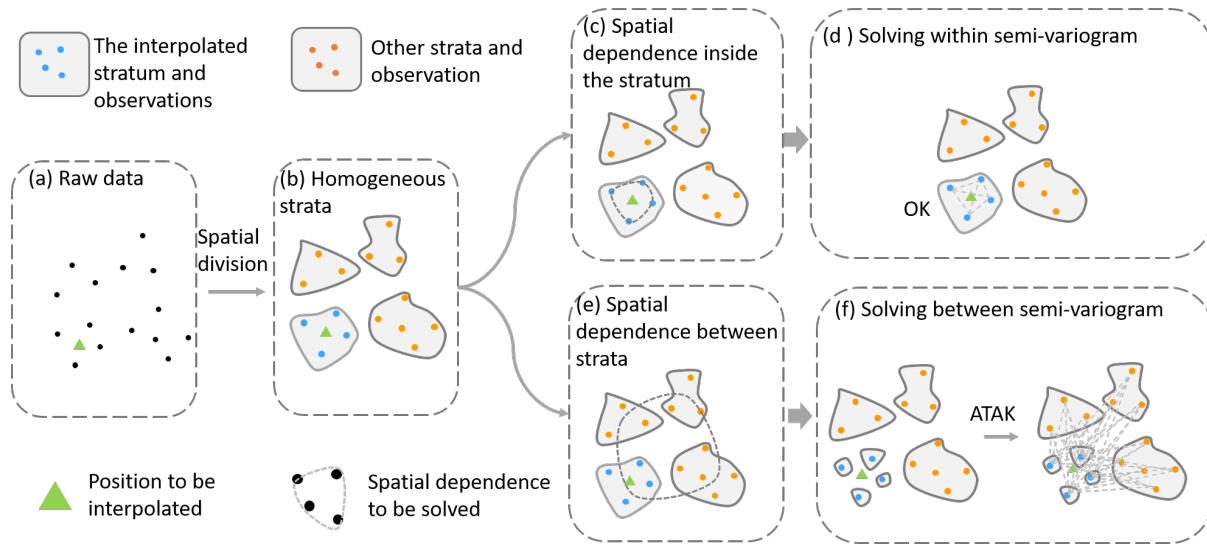 The interpolated
stratum and
observations
Other strata and
observation
(a) Raw data
Spatial
division
(b) Homogeneous
strata
(c) Spatial
dependence inside
the stratum
(d ) Solving within semi-variogram
OK
(e) Spatial
dependence between
strata
(f) Solving between semi-variogram
ATAK
Position to be
interpolated
Spatial dependence
to be solved